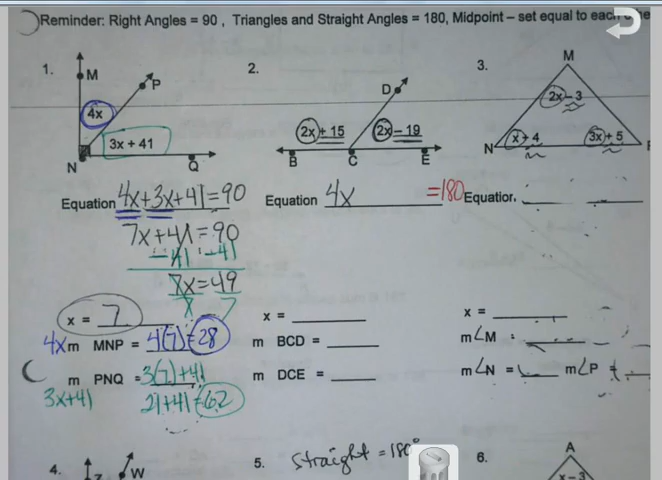 Reminder: Right Angles = 90 , Triangles and Straight Angles = 180, Midpoint – set equal to each
1. 2. 3.
M P D M
4x 2x – 3
3x + 41 2x + 15 2x – 19 x + 4 3x + 5
N Q B C E N
Equation 4x+3x+41=90 Equation 4x =180 Equation
7x+41=90
-41 -41
7x=49
7 7
x = 7 x = x =
4x m MNP = 4(7)=28 m BCD = m∠M
m PNQ = 3(7)+41 m DCE = m∠N = m∠P =
3x+41 21+41=62
4. 5. straight = 180° 6. A
Z W x – 3